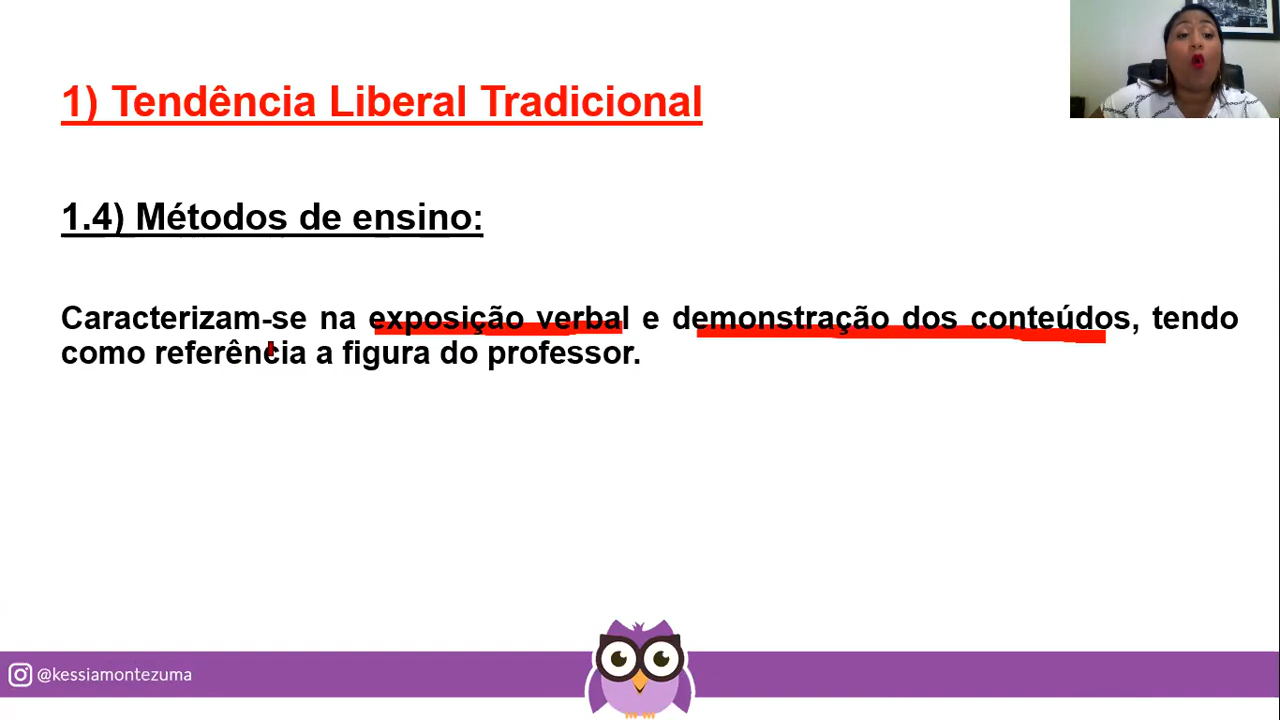 1) Tendência Liberal Tradicional
1.4) Métodos de ensino:
Caracterizam-se na exposição verbal e demonstração dos conteúdos, tendo
como referência a figura do professor.
@kessiamontezuma